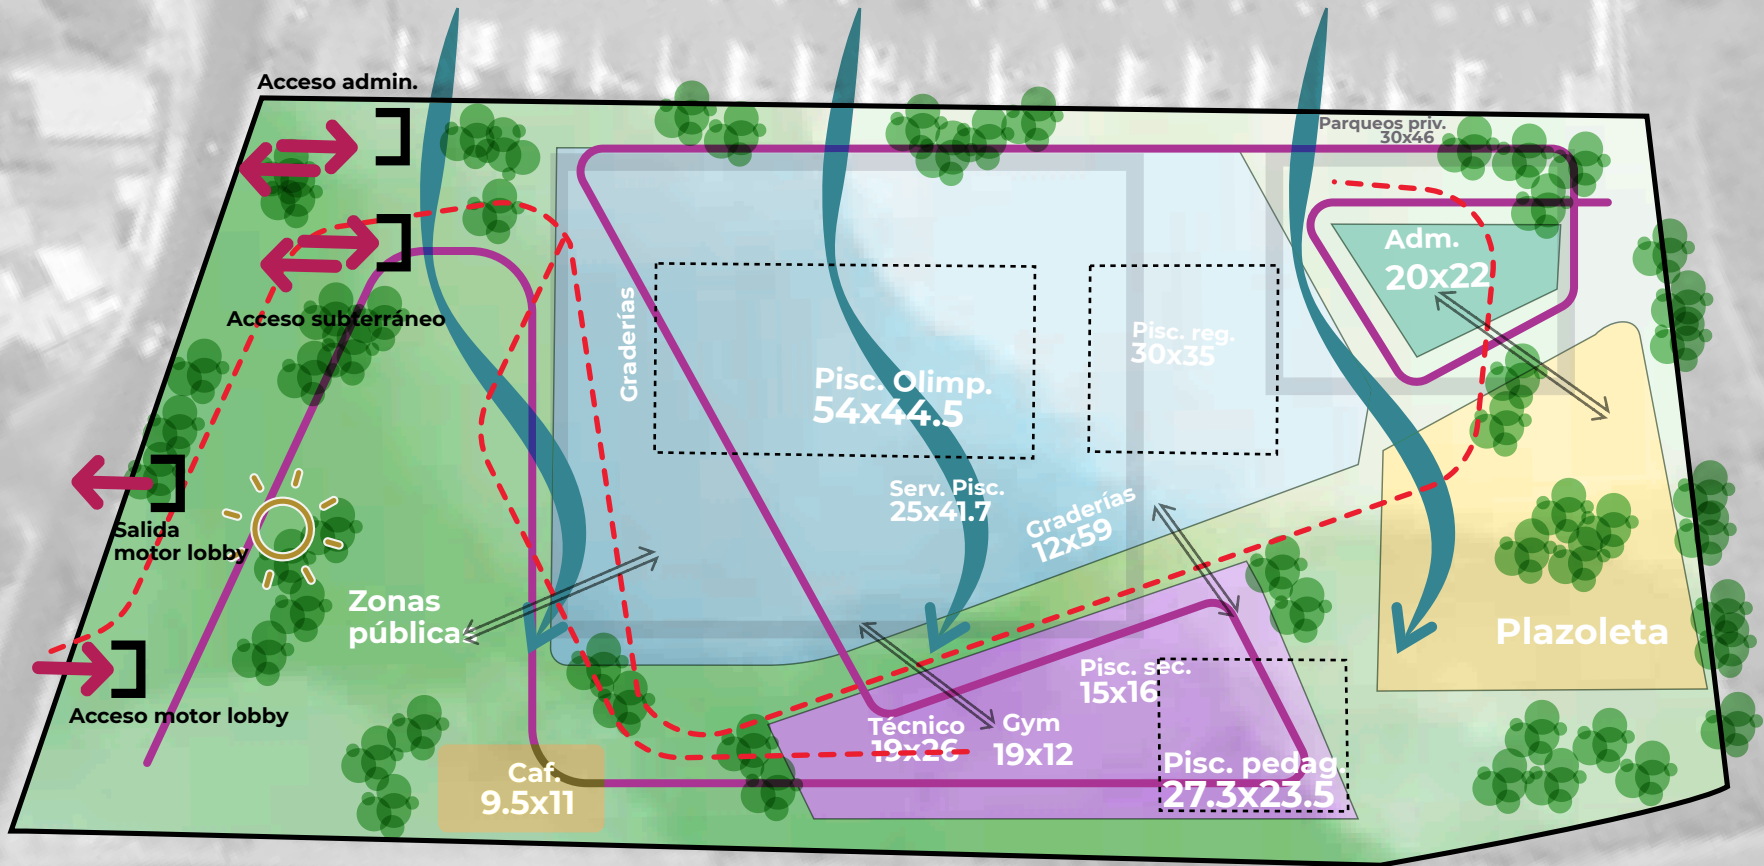 Acceso admin.
Parqueos priv.
30x46
Adm.
20x22
Acceso subterráneo
Graderías
Pisc. reg.
30x35
Pisc. Olimp.
54x44.5
Serv. Pisc.
25x41.7
Graderías
12x59
Salida
motor lobby
Zonas
públicas
Plazoleta
Acceso motor lobby
Pisc. sec.
15x16
Técnico
19x26
Gym
19x12
Caf.
9.5x11
Pisc. pedag.
27.3x23.5